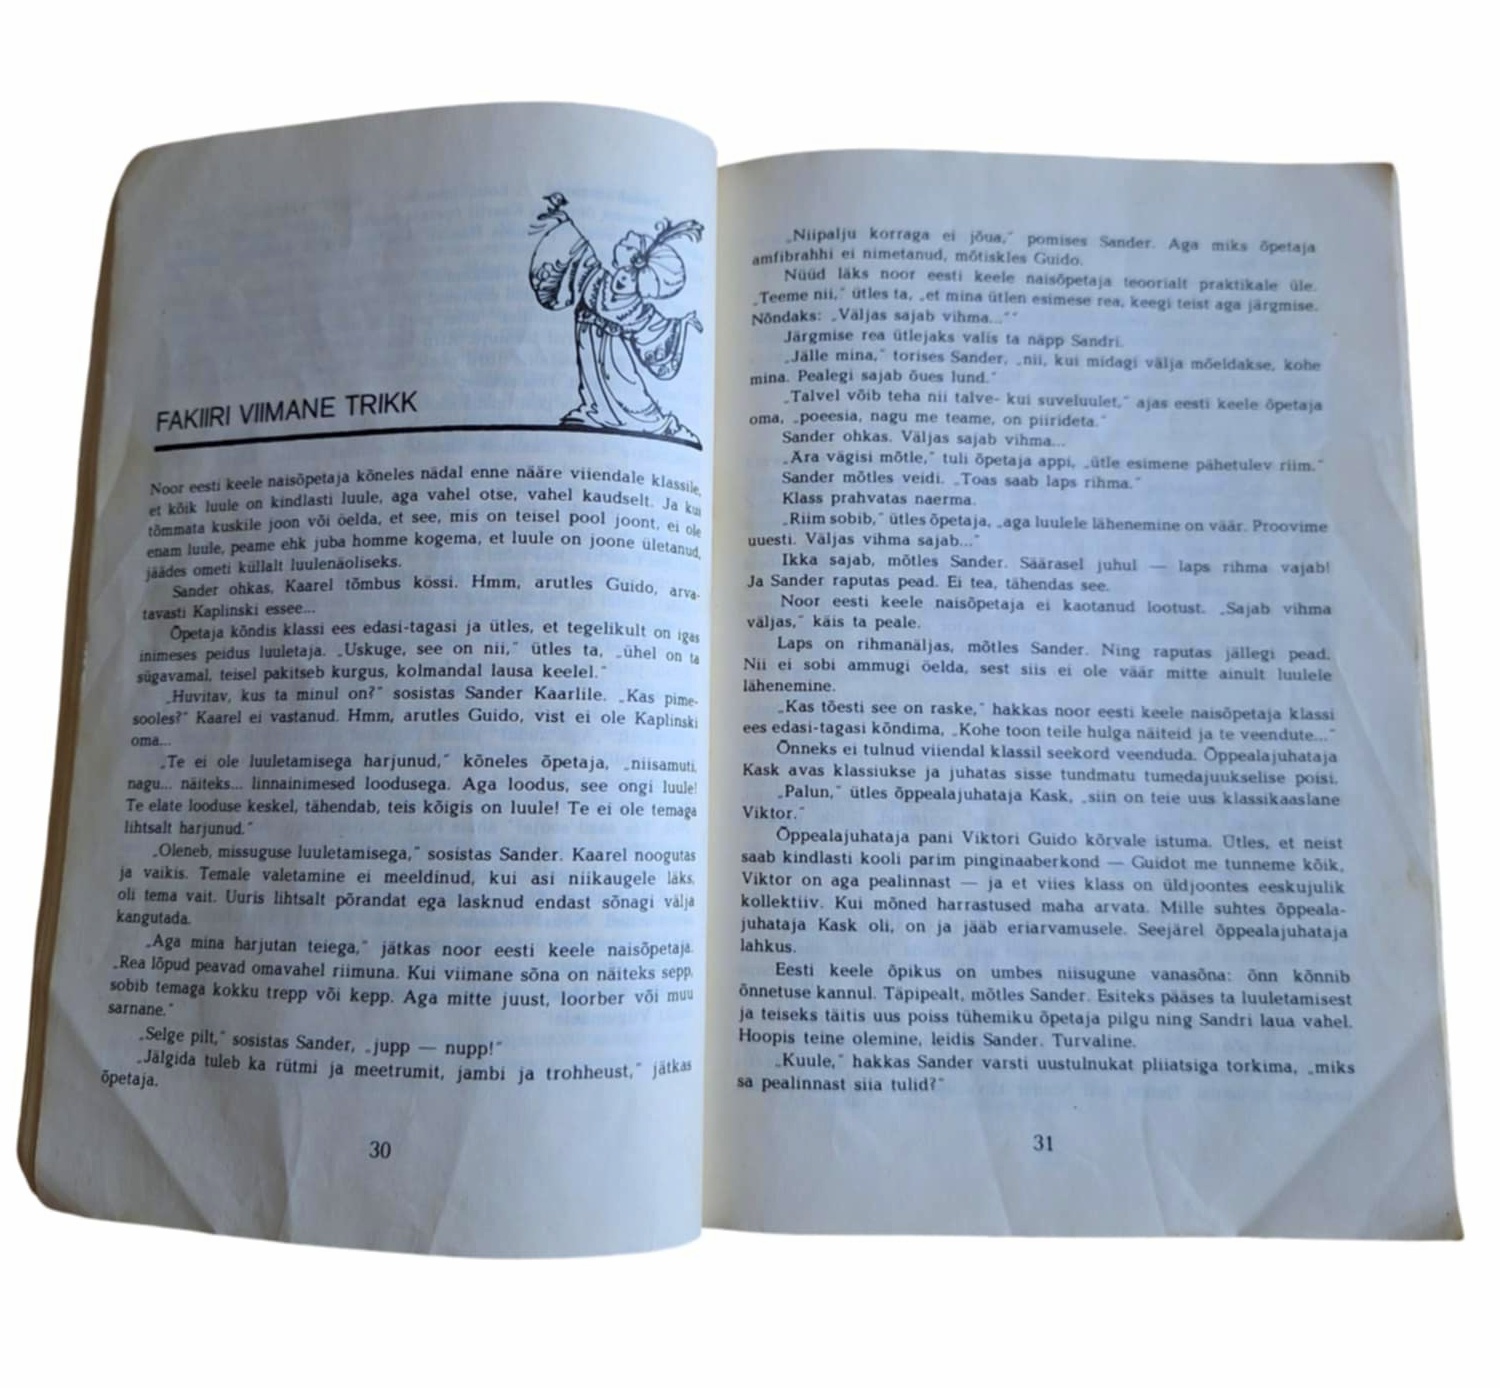 FAKIIRI VIIMANE TRIKK
Noor eesti keele naisõpetaja kõneles nädal enne nääre viiendale klassile,
et kõik luule on kindlasti luule, aga vahel otse, vahel kaudselt. Ja kui
tõmmata kuskile joon või öelda, et see, mis on teisel pool joont, ei ole
enam luule, peame ehk juba homme kogema, et luule on joone ületanud,
jäädes ometi küllalt luulenäoliseks.
Sander ohkas, Kaarel tõmbus kössi. Hmm, arutles Guido, arva-
tavasti Kaplinski essee...
Õpetaja kõndis klassi ees edasi-tagasi ja ütles, et tegelikult on igas
inimeses peidus luuletaja. „Uskuge, see on nii,“ ütles ta, „ühel on ta
sügavamal, teisel pakitseb kurgus, kolmandal lausa keelel.“
„Huvitav, kus ta minul on?“ sosistas Sander Kaarlile. „Kas pime-
sooles?“ Kaarel ei vastanud. Hmm, arutles Guido, vist ei ole Kaplinski
oma...
„Te ei ole luuletamisega harjunud,“ kõneles õpetaja, „niisamuti,
nagu... näiteks... linnainimesed loodusega. Aga loodus, see ongi luule!
Te elate looduse keskel, tähendab, teis kõigis on luule! Te ei ole temaga
lihtsalt harjunud.“
„Oleneb, missuguse luuletamisega,“ sosistas Sander. Kaarel noogutas
ja vaikis. Temale valetamine ei meeldinud, kui asi niikaugele läks,
oli tema vait. Uuris lihtsalt põrandat ega lasknud endast sõnagi välja
kangutada.
„Aga mina harjutan teiega,“ jätkas noor eesti keele naisõpetaja.
„Rea lõpud peavad omavahel riimuna. Kui viimane sõna on näiteks sepp,
sobib temaga kokku trepp või kepp. Aga mitte juust, loorber või muu
sarnane.“
„Selge pilt,“ sosistas Sander, „jupp — nupp!“
„Jälgida tuleb ka rütmi ja meetrumit, jambi ja trohheust,“ jätkas
õpetaja.
30
„Niipalju korraga ei jõua,“ pomises Sander. Aga miks õpetaja
amfibrahhi ei nimetanud, mõtiskles Guido.
Nüüd läks noor eesti keele naisõpetaja teoorialt praktikale üle.
„Teeme nii,“ ütles ta, „et mina ütlen esimese rea, keegi teist aga järgmise.
Nõndaks: „Väljas sajab vihma...““
Järgmise rea ütlejaks valis ta näpp Sandri.
„Jälle mina,“ torises Sander, „nii, kui midagi välja mõeldakse, kohe
mina. Pealegi sajab õues lund.“
„Talvel võib teha nii talve- kui suveluulet,“ ajas eesti keele õpetaja
oma, „poeesia, nagu me teame, on piirideta.“
Sander ohkas. Väljas sajab vihma...
„Ära vägisi mõtle,“ tuli õpetaja appi, „ütle esimene pähetulev riim.“
Sander mõtles veidi. „Toas saab laps rihma.“
Klass prahvatas naerma.
„Riim sobib,“ ütles õpetaja, „aga luulele lähenemine on väär. Proovime
uuesti. Väljas vihma sajab...“
Ikka sajab, mõtles Sander. Säärasel juhul — laps rihma vajab!
Ja Sander raputas pead. Ei tea, tähendas see.
Noor eesti keele naisõpetaja ei kaotanud lootust. „Sajab vihma
väljas,“ käis ta peale.
Laps on rihmanäljas, mõtles Sander. Ning raputas jällegi pead.
Nii ei sobi ammugi öelda, sest siis ei ole väär mitte ainult luulele
lähenemine.
„Kas tõesti see on raske,“ hakkas noor eesti keele naisõpetaja klassi
ees edasi-tagasi kõndima, „Kohe toon teile hulga näiteid ja te veendute...“
Õnneks ei tulnud viiendal klassil seekord veenduda. Õppealajuhataja
Kask avas klassiukse ja juhatas sisse tundmatu tumedajuukselise poisi.
„Palun,“ ütles õppealajuhataja Kask, „siin on teie uus klassikaaslane
Viktor.“
Õppealajuhataja pani Viktori Guido kõrvale istuma. Ütles, et neist
saab kindlasti kooli parim pinginaaberkond — Guidot me tunneme kõik,
Viktor on aga pealinnast — ja et viies klass on üldjoontes eeskujulik
kollektiiv. Kui mõned harrastused maha arvata. Mille suhtes õppeala-
juhataja Kask oli, on ja jääb eriarvamusele. Seejärel õppealajuhataja
lahkus.
Eesti keele õpikus on umbes niisugune vanasõna: õnn kõnnib
õnnetuse kannul. Täpipealt, mõtles Sander. Esiteks pääses ta luuletamisest
ja teiseks täitis uus poiss tühemiku õpetaja pilgu ning Sandri laua vahel.
Hoopis teine olemine, leidis Sander. Turvaline.
„Kuule,“ hakkas Sander varsti uustulnukat pliiatsiga torkima, „miks
sa pealinnast siia tulid?“
31